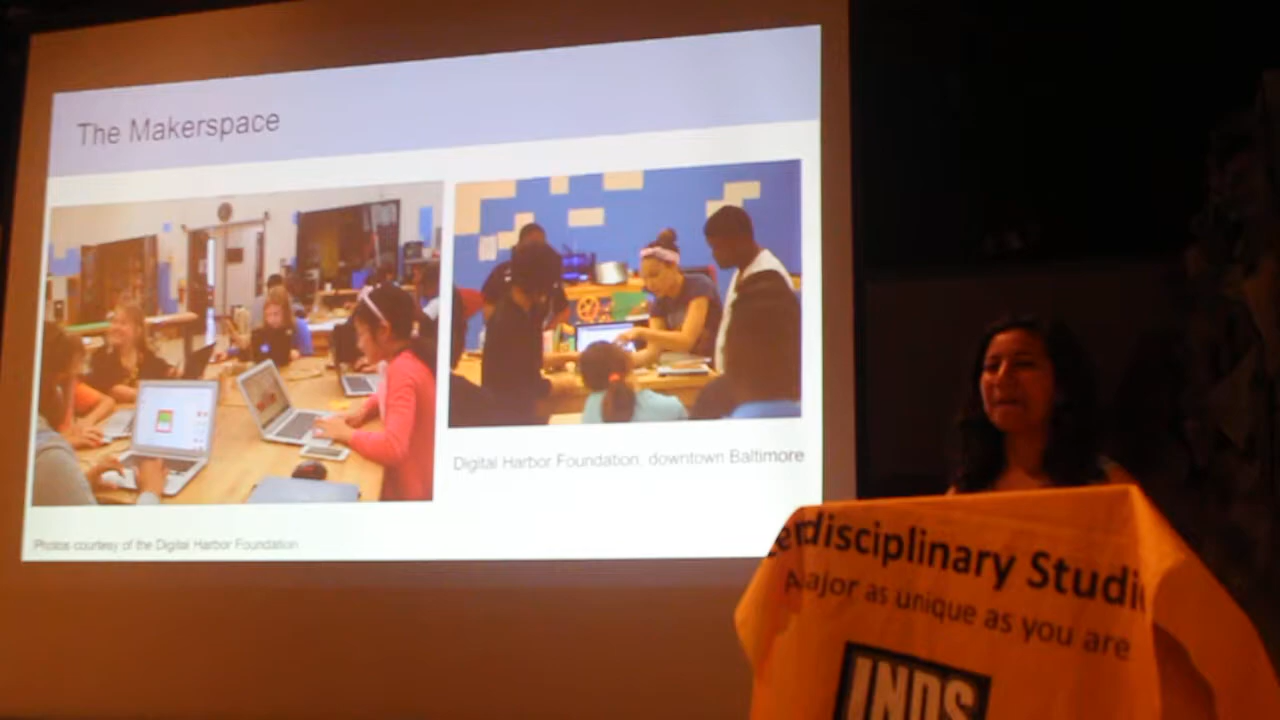 The Makerspace
Digital Harbor Foundation, downtown Baltimore
Photos courtesy of the Digital Harbor Foundation
erdisciplinary Studi
ajor as unique as you are
INDS